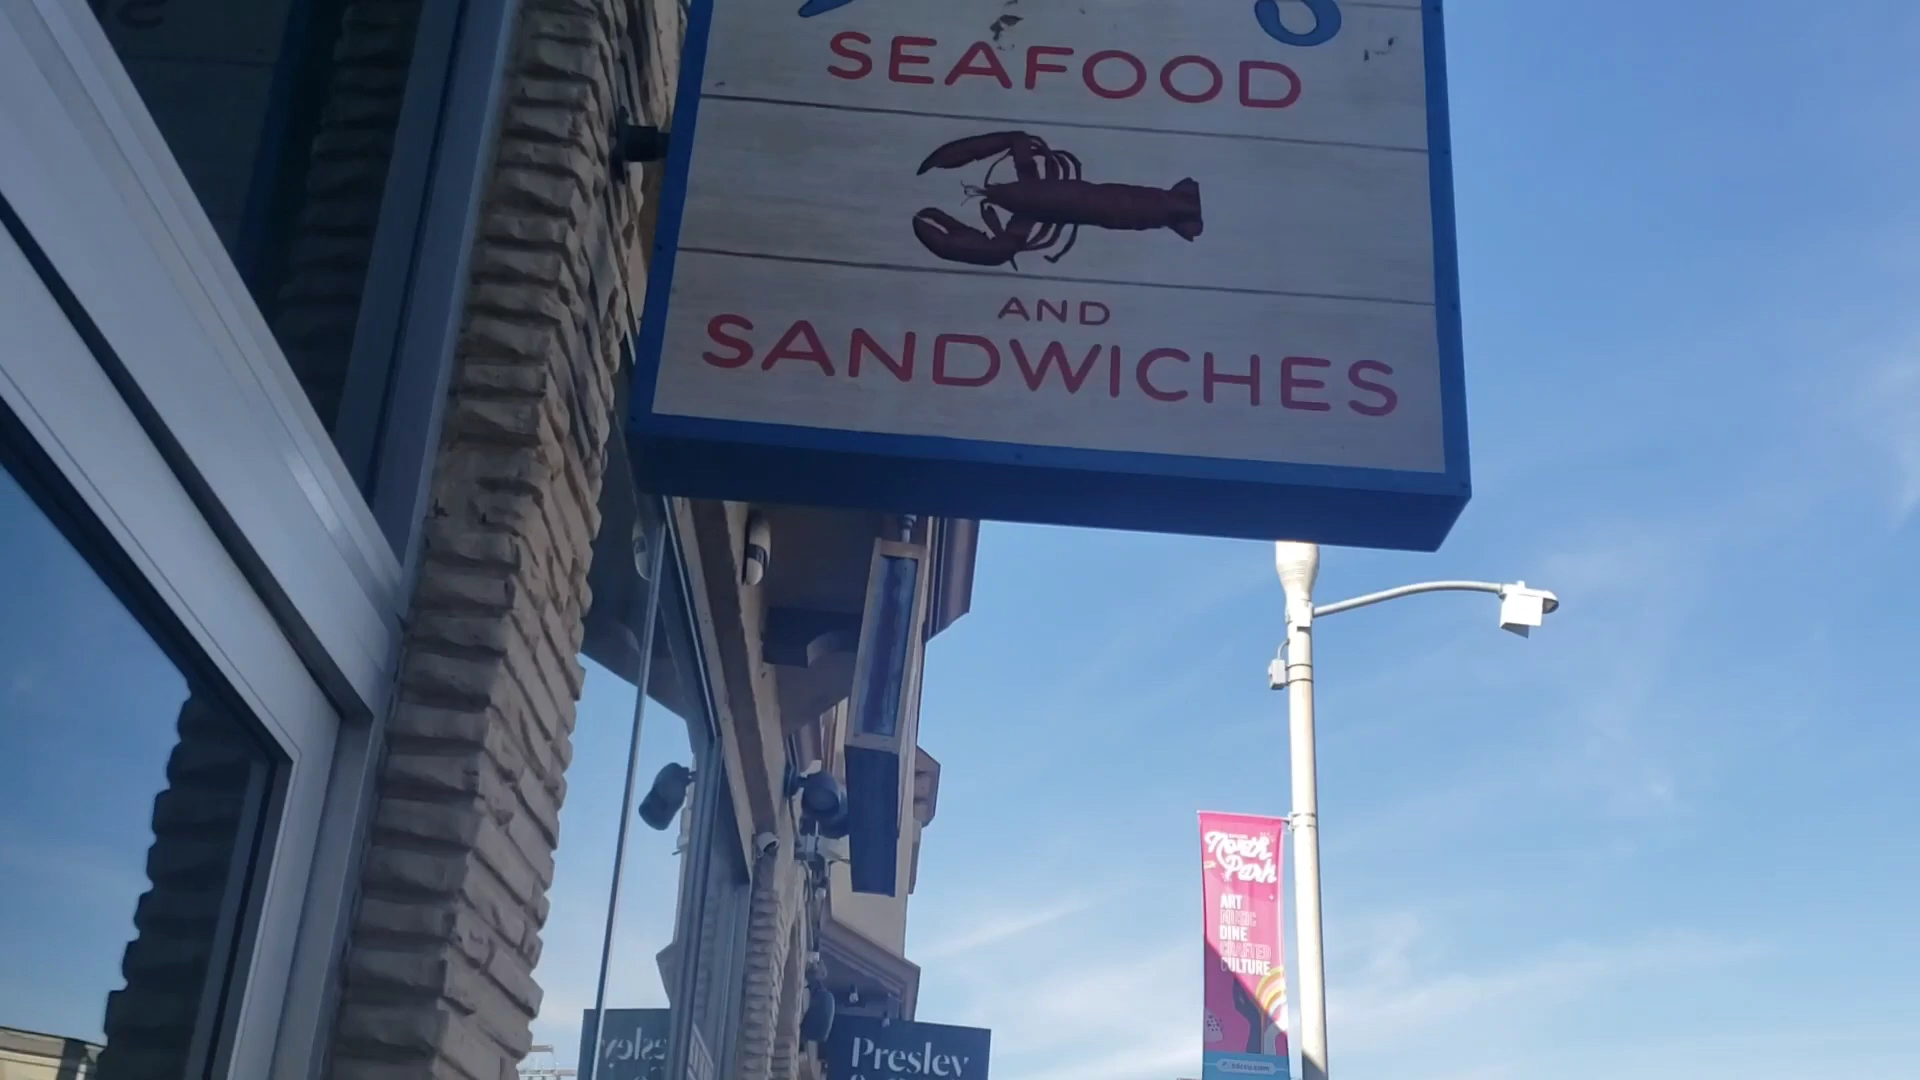 SEAFOOD
AND
SANDWICHES
North
Park
ART
MUSIC
DINE
CRAFTED
CULTURE
Presley